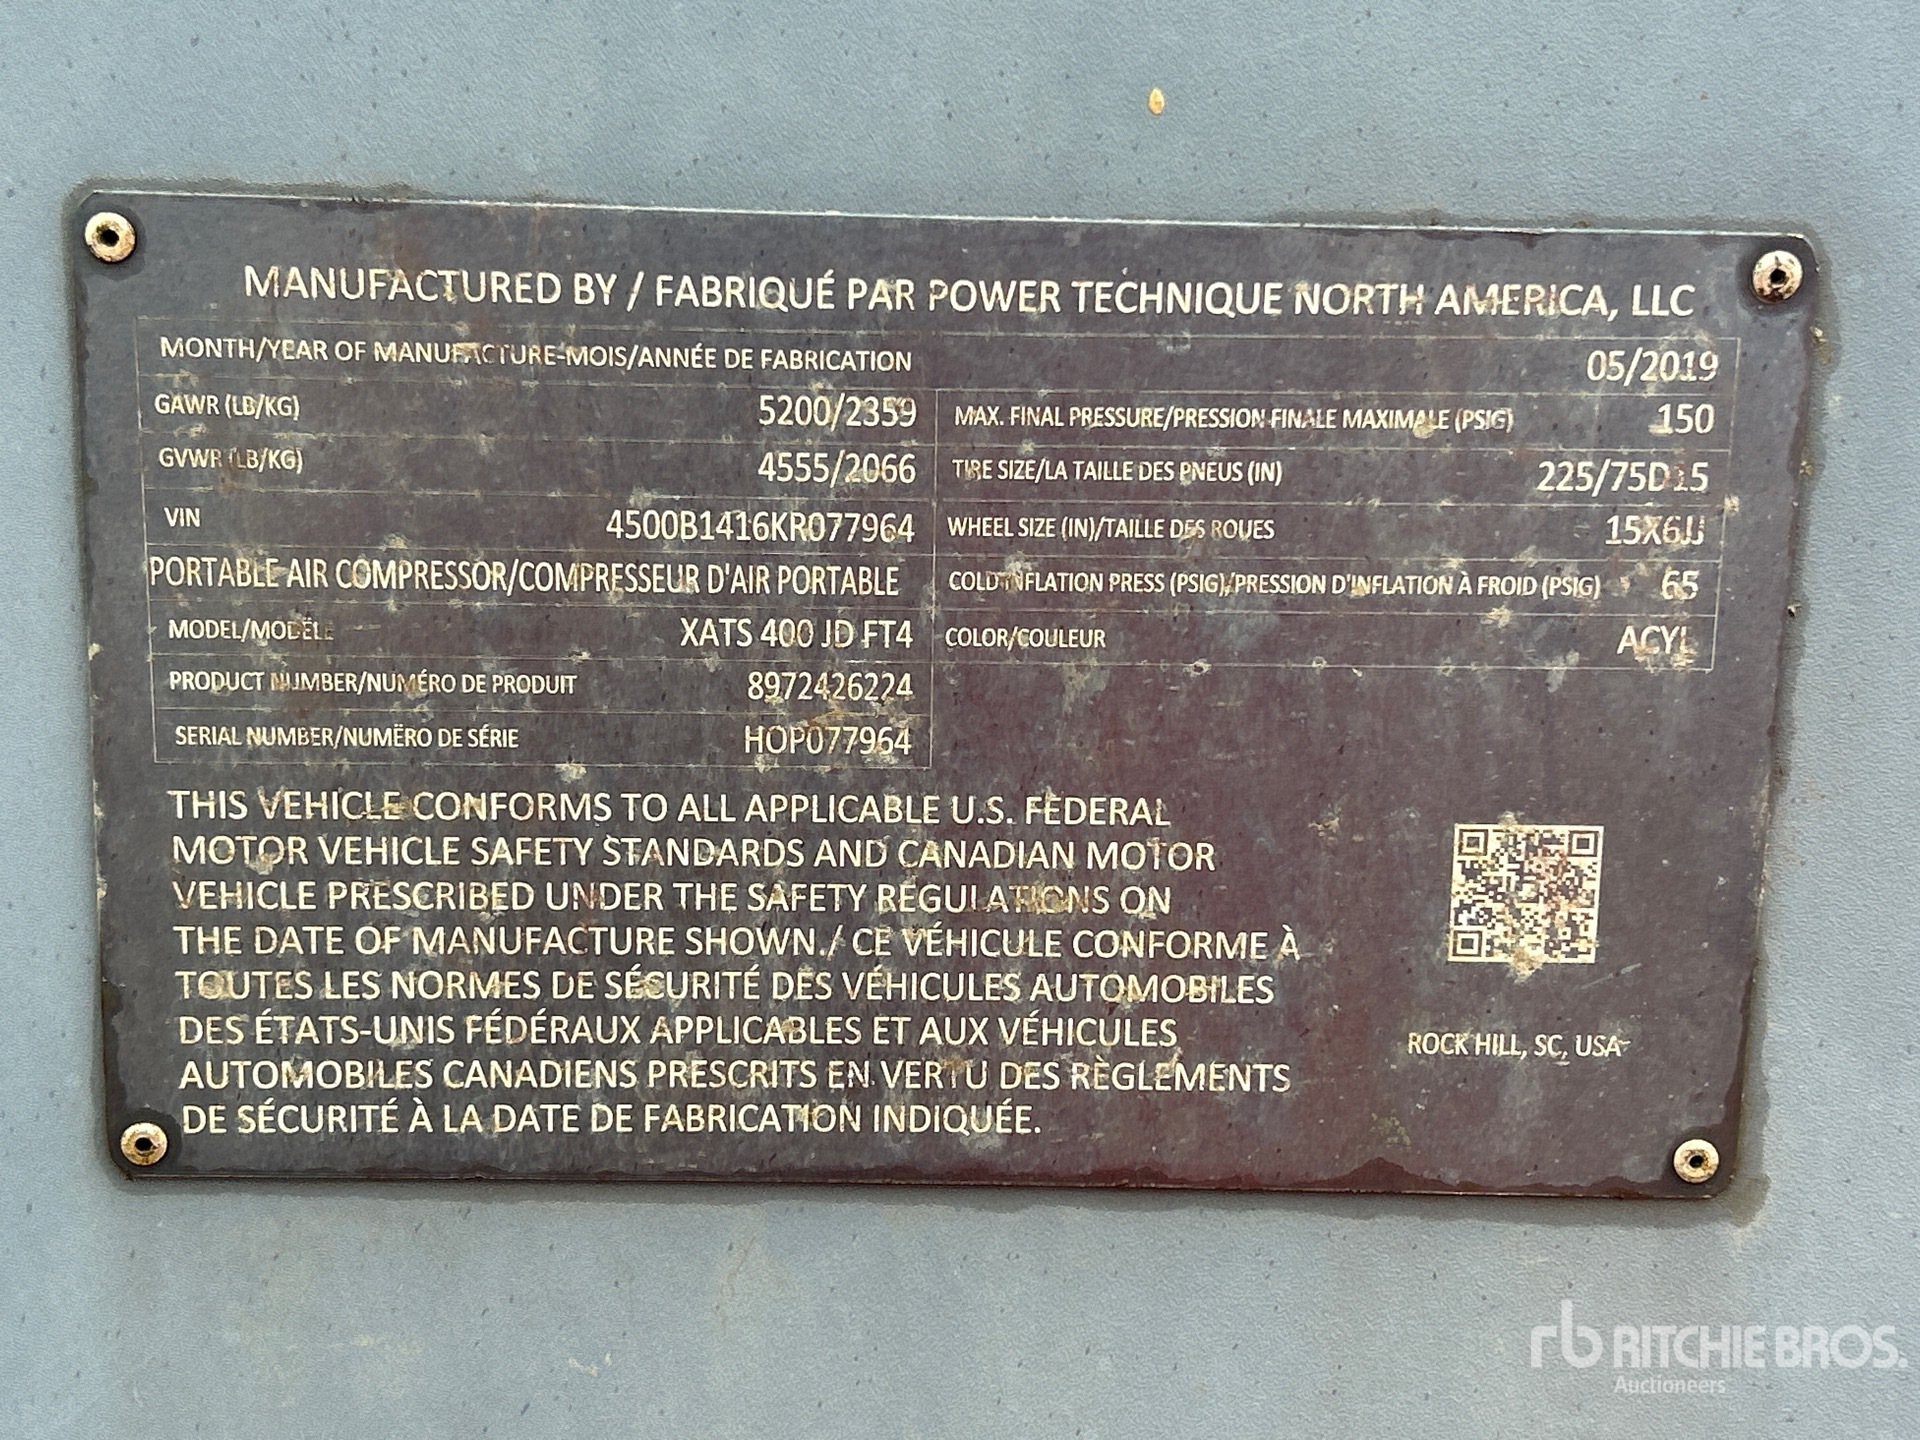 MANUFACTURED BY / FABRIQUÉ PAR POWER TECHNIQUE NORTH AMERICA, LLC
MONTH/YEAR OF MANUFACTURE-MOIS/ANNÉE DE FABRICATION 05/2019
GAWR (LB/KG) 5200/2359 MAX. FINAL PRESSURE/PRESSION FINALE MAXIMALE (PSIG) 150
GVWR (LB/KG) 4555/2066 TIRE SIZE/LA TAILLE DES PNEUS (IN) 225/75D15
VIN 4500B1416KR077964 WHEEL SIZE (IN)/TAILLE DES ROUES 15X6JJ
PORTABLE AIR COMPRESSOR/COMPRESSEUR D'AIR PORTABLE COLD INFLATION PRESS (PSIG)/PRESSION D'INFLATION À FROID (PSIG) 65
MODEL/MODËLE XATS 400 JD FT4 COLOR/COULEUR ACYL
PRODUCT NUMBER/NUMÉRO DE PRODUIT 8972426224
SERIAL NUMBER/NUMËRO DE SÉRIE HOP077964
THIS VEHICLE CONFORMS TO ALL APPLICABLE U.S. FEDERAL
MOTOR VEHICLE SAFETY STANDARDS AND CANADIAN MOTOR
VEHICLE PRESCRIBED UNDER THE SAFETY REGULATIONS ON
THE DATE OF MANUFACTURE SHOWN./ CE VÉHICULE CONFORME À
TOUTES LES NORMES DE SÉCURITÉ DES VÉHICULES AUTOMOBILES
DES ÉTATS-UNIS FÉDÉRAUX APPLICABLES ET AUX VÉHICULES
AUTOMOBILES CANADIENS PRESCRITS EN VERTU DES RÈGLEMENTS
DE SÉCURITÉ À LA DATE DE FABRICATION INDIQUÉE.
ROCK HILL, SC, USA
rb RITCHIE BROS.
Auctioneers